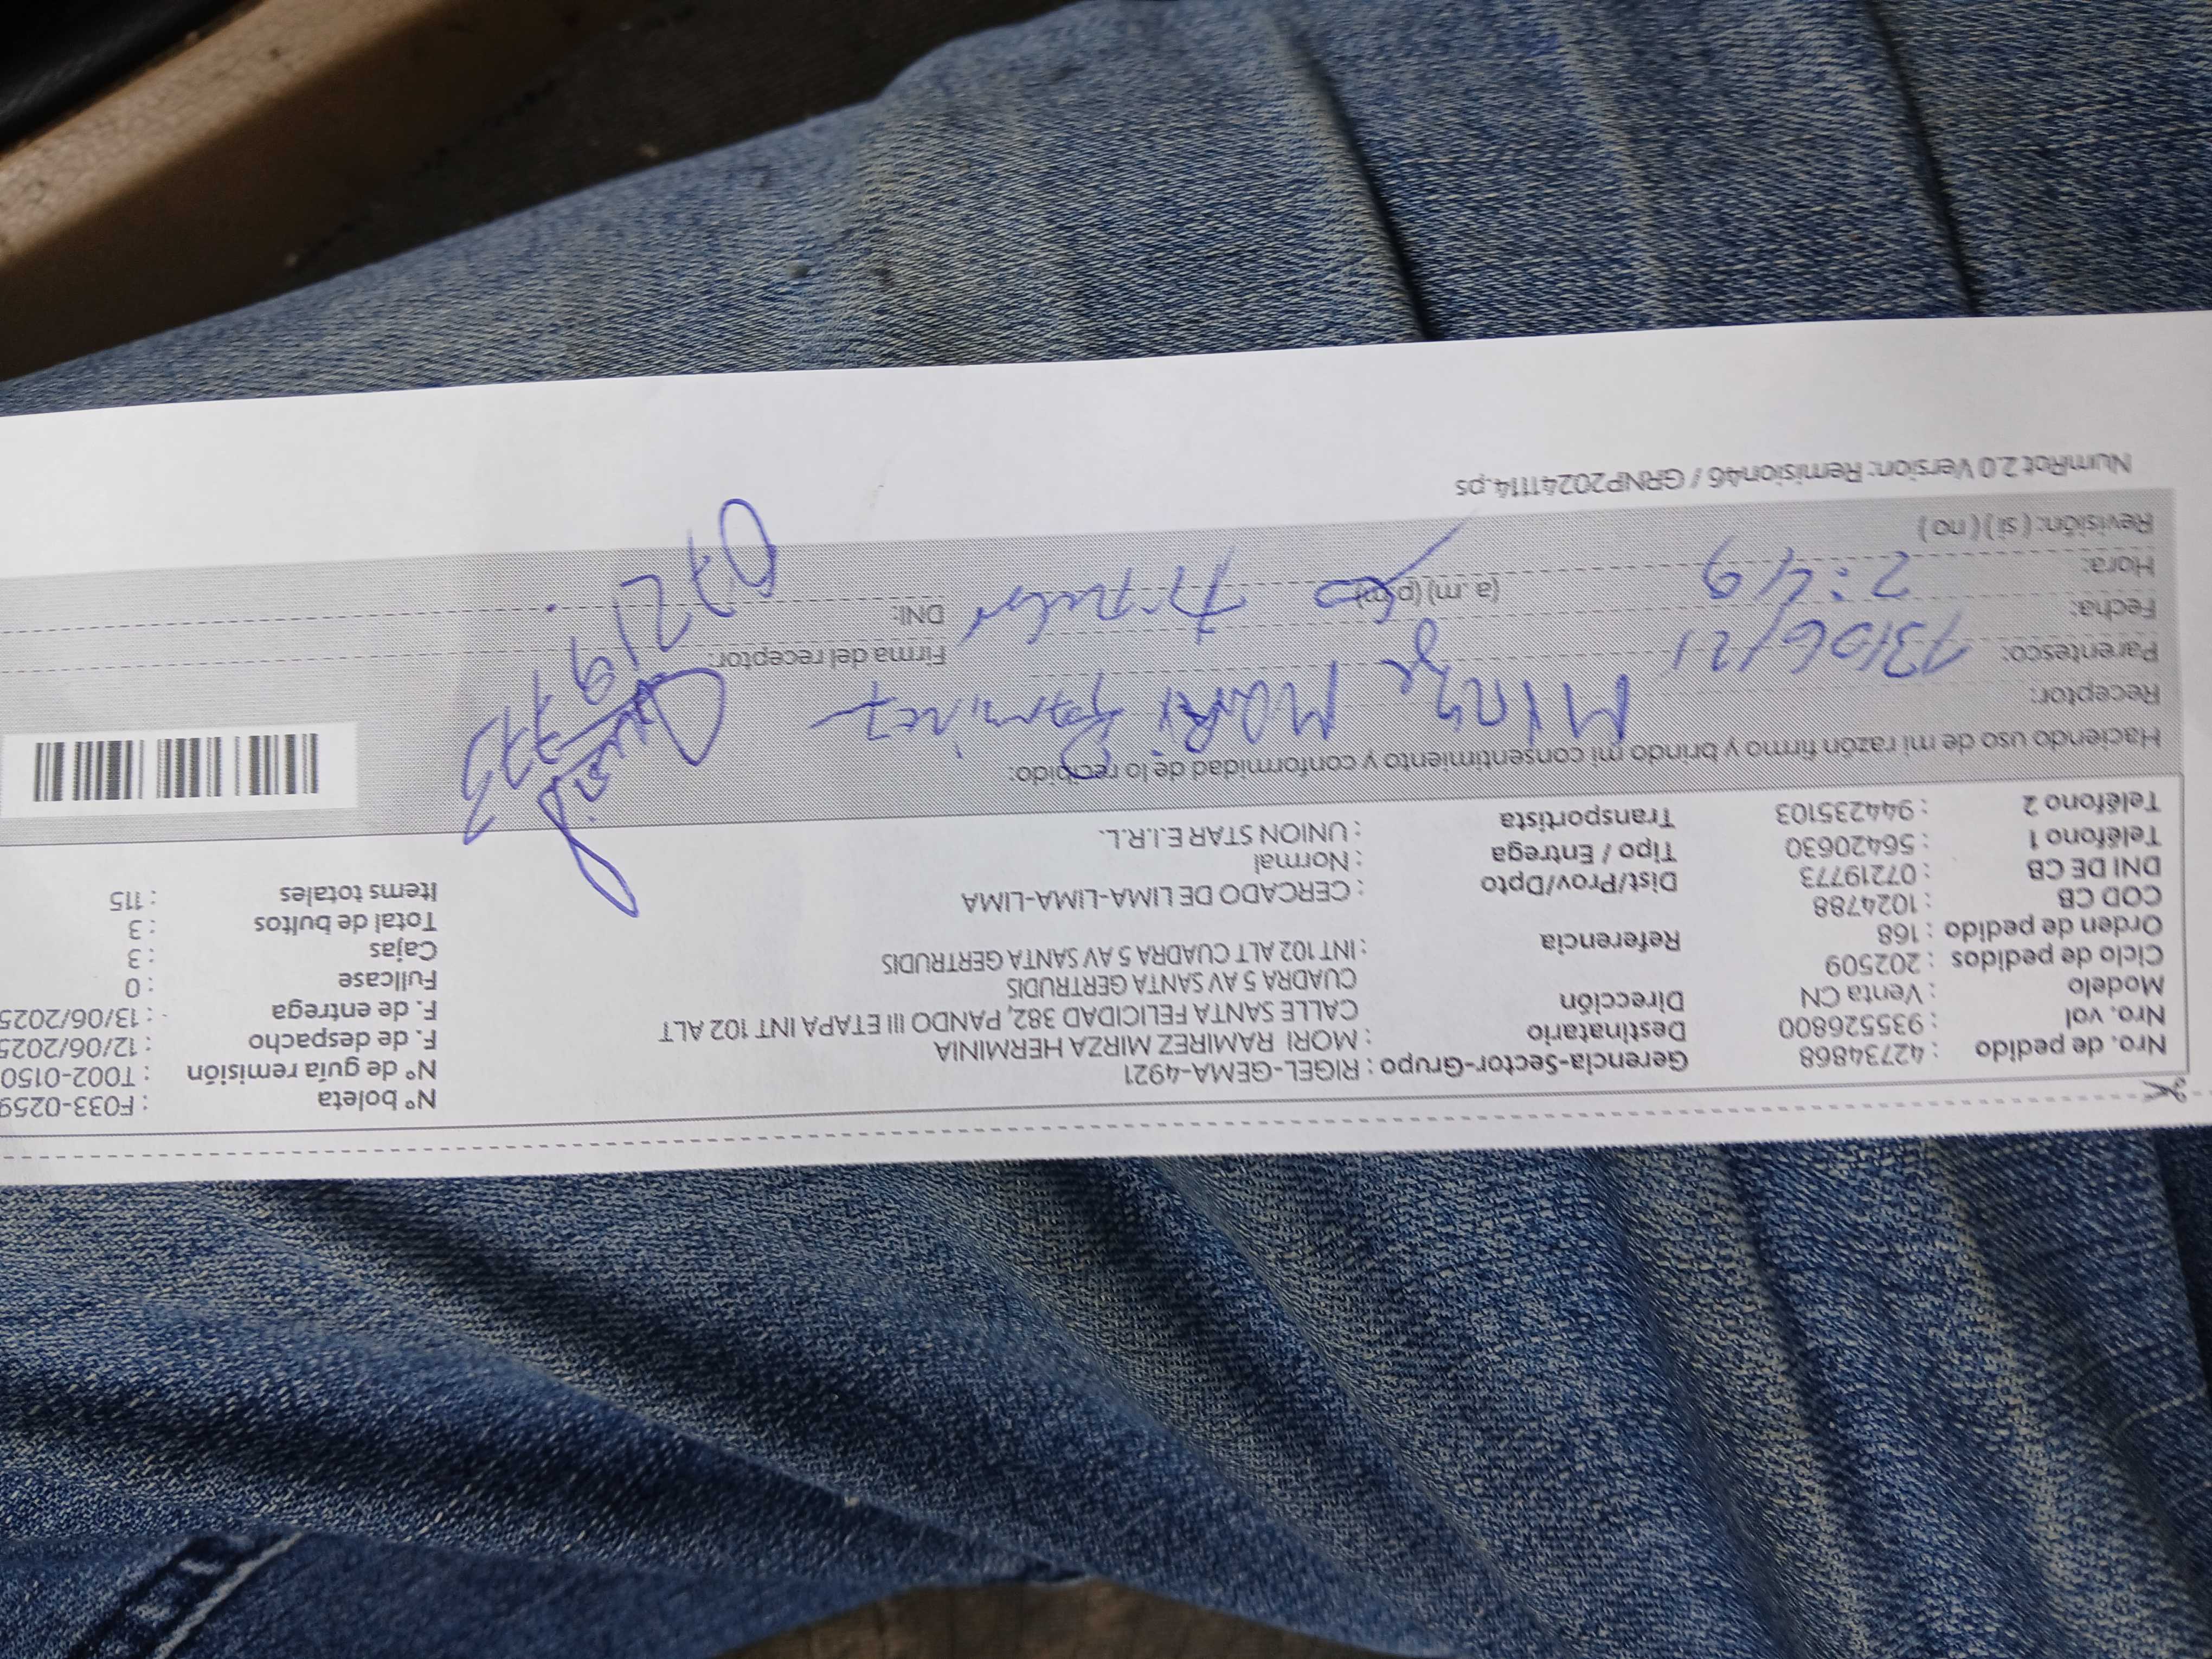 Nro. de pedido : 42734868 Gerencia-Sector-Grupo : RIGEL-GEMA-4921 N° boleta : F033-0259
Nro. vol : 935526800 Destinatario : MORI RAMIREZ MIRZA HERMINIA N° de guía remisión : T002-0150
Modelo : Venta CN Dirección CALLE SANTA FELICIDAD 382, PANDO III ETAPA INT 102 ALT F. de despacho : 12/06/2025
Ciclo de pedidos : 202509 CUADRA 5 AV SANTA GERTRUDIS F. de entrega : 13/06/2025
Orden de pedido : 168 Referencia : INT 102 ALT CUADRA 5 AV SANTA GERTRUDIS Fullcase : 0
COD CB : 1024788 Cajas : 3
DNI DE CB : 07219773 Dist/Prov/Dpto : CERCADO DE LIMA-LIMA-LIMA Total de bultos : 3
Teléfono 1 : 56420630 Tipo / Entrega : Normal Items totales : 115
Teléfono 2 : 944235103 Transportista : UNION STAR E.I.R.L.
Haciendo uso de mi razón firmo y brindo mi consentimiento y conformidad de lo recibido:
Receptor: Mirza MORI Ramirez
Parentesco: Firma del receptor:
Fecha: 13/06/21 DNI: 07219773
Hora: 2:49 (a.m) (p.m)
Revisión: ( si ) ( no )
NumRot 2.0 Version: Remision46 / GRNP20241114.ps